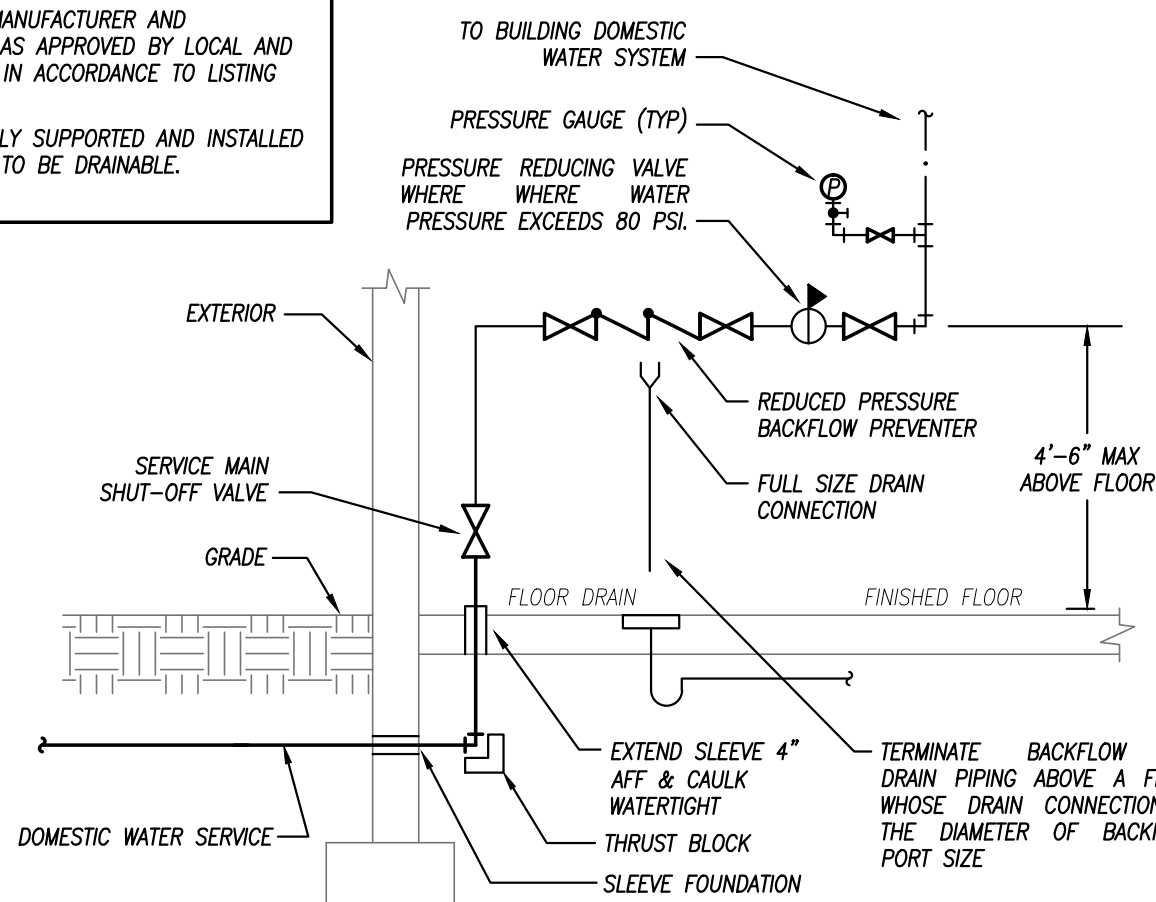 MANUFACTURER AND
AS APPROVED BY LOCAL AND
IN ACCORDANCE TO LISTING
LY SUPPORTED AND INSTALLED
TO BE DRAINABLE.
TO BUILDING DOMESTIC
WATER SYSTEM
PRESSURE GAUGE (TYP)
P
PRESSURE REDUCING VALVE
WHERE WHERE WATER
PRESSURE EXCEEDS 80 PSI.
EXTERIOR
REDUCED PRESSURE
BACKFLOW PREVENTER
4'-6" MAX
ABOVE FLOOR
SERVICE MAIN
SHUT-OFF VALVE
FULL SIZE DRAIN
CONNECTION
GRADE
FLOOR DRAIN
FINISHED FLOOR
EXTEND SLEEVE 4"
AFF & CAULK
WATERTIGHT
TERMINATE BACKFLOW
DRAIN PIPING ABOVE A
WHOSE DRAIN CONNECTION
THE DIAMETER OF
PORT SIZE
DOMESTIC WATER SERVICE
THRUST BLOCK
SLEEVE FOUNDATION